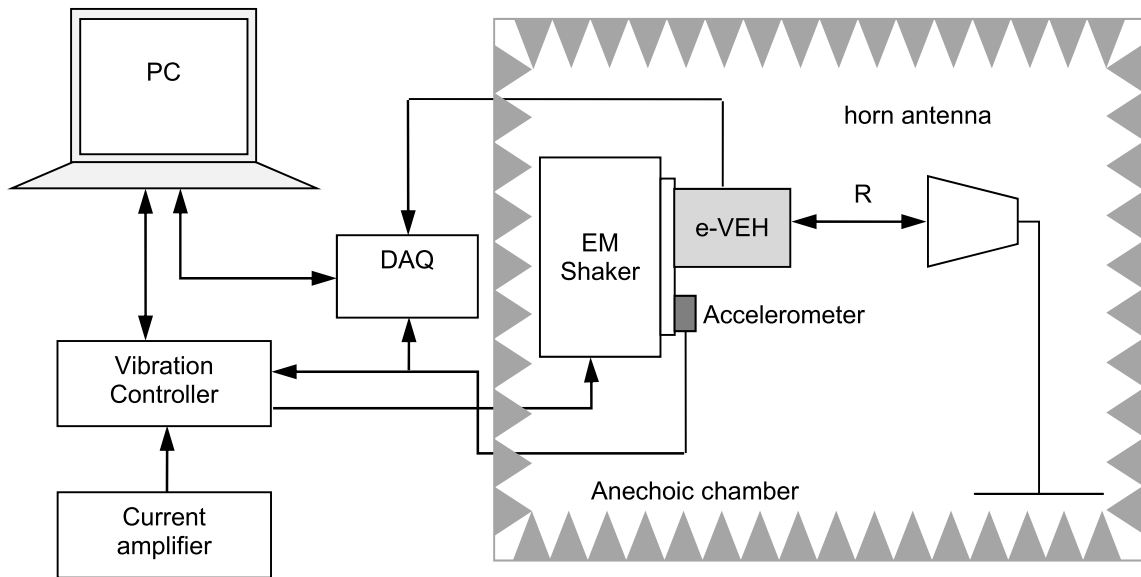 PC
horn antenna
R
e-VEH
EM
Shaker
DAQ
Accelerometer
Vibration
Controller
Anechoic chamber
Current
amplifier